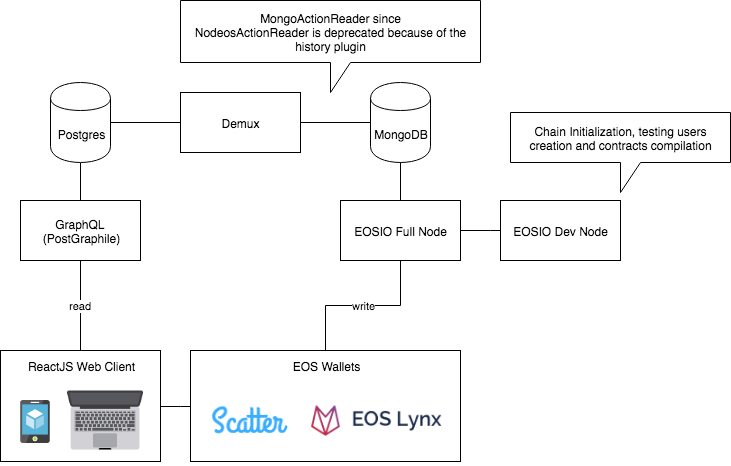 MongoActionReader since
NodeosActionReader is deprecated because of the
history plugin
Postgres
Demux
MongoDB
Chain Initialization, testing users
creation and contracts compilation
GraphQL
(PostGraphile)
EOSIO Full Node
EOSIO Dev Node
read
write
ReactJS Web Client
EOS Wallets
Scatter
EOS Lynx